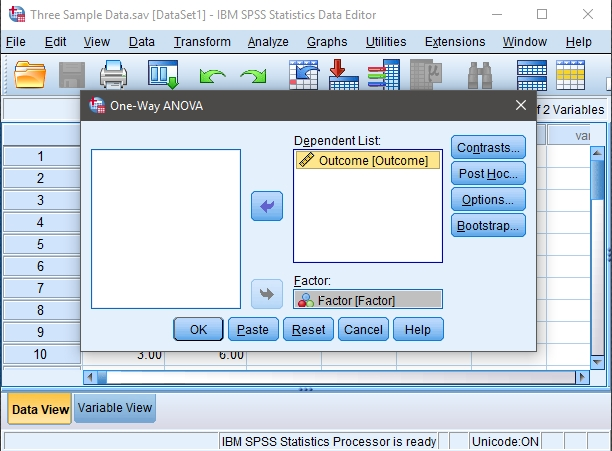 Three Sample Data.sav [DataSet1] - IBM SPSS Statistics Data Editor
File Edit View Data Transform Analyze Graphs Utilities Extensions Window Help
One-Way ANOVA
f 2 Variables
Dependent List:
Outcome [Outcome]
Contrasts...
Post Hoc...
Options...
Bootstrap...
Factor:
Factor [Factor]
OK Paste Reset Cancel Help
var
1
2
3
4
5
6
7
8
9
10 3.00 6.00
Data View Variable View
IBM SPSS Statistics Processor is ready Unicode:ON